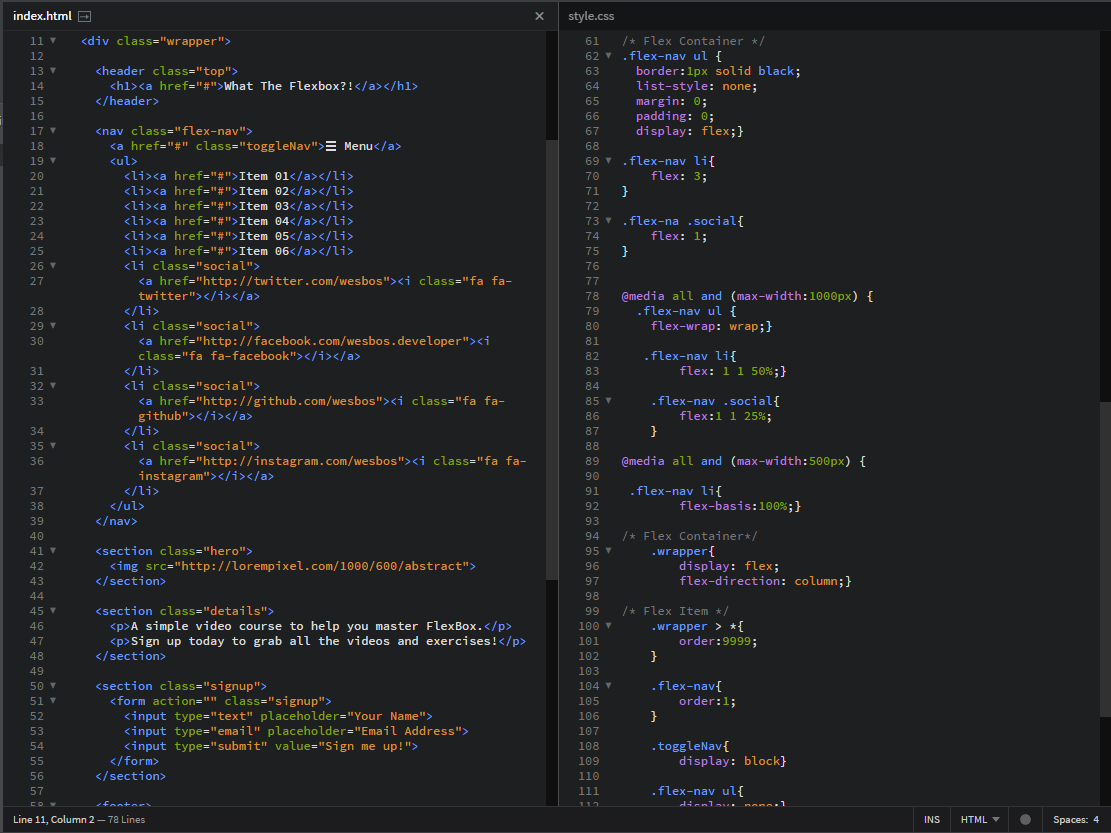 index.html
11 <div class="wrapper">
12
13 <header class="top">
14 <h1><a href="#">What The Flexbox?!</a></h1>
15 </header>
16
17 <nav class="flex-nav">
18 <a href="#" class="toggleNav">☰ Menu</a>
19 <ul>
20 <li><a href="#">Item 01</a></li>
21 <li><a href="#">Item 02</a></li>
22 <li><a href="#">Item 03</a></li>
23 <li><a href="#">Item 04</a></li>
24 <li><a href="#">Item 05</a></li>
25 <li><a href="#">Item 06</a></li>
26 <li class="social">
27 <a href="http://twitter.com/wesbos"><i class="fa fa-
twitter"></i></a>
28 </li>
29 <li class="social">
30 <a href="http://facebook.com/wesbos.developer"><i
class="fa fa-facebook"></i></a>
31 </li>
32 <li class="social">
33 <a href="http://github.com/wesbos"><i class="fa fa-
github"></i></a>
34 </li>
35 <li class="social">
36 <a href="http://instagram.com/wesbos"><i class="fa fa-
instagram"></i></a>
37 </li>
38 </ul>
39 </nav>
40
41 <section class="hero">
42 <img src="http://lorempixel.com/1000/600/abstract">
43 </section>
44
45 <section class="details">
46 <p>A simple video course to help you master FlexBox.</p>
47 <p>Sign up today to grab all the videos and exercises!</p>
48 </section>
49
50 <section class="signup">
51 <form action="" class="signup">
52 <input type="text" placeholder="Your Name">
53 <input type="email" placeholder="Email Address">
54 <input type="submit" value="Sign me up!">
55 </form>
56 </section>
57
58 <footer>
style.css
61 /* Flex Container */
62 .flex-nav ul {
63 border:1px solid black;
64 list-style: none;
65 margin: 0;
66 padding: 0;
67 display: flex;}
68
69 .flex-nav li{
70 flex: 3;
71 }
72
73 .flex-na .social{
74 flex: 1;
75 }
76
77
78 @media all and (max-width:1000px) {
79 .flex-nav ul {
80 flex-wrap: wrap;}
81
82 .flex-nav li{
83 flex: 1 1 50%;}
84
85 .flex-nav .social{
86 flex:1 1 25%;
87 }
88
89 @media all and (max-width:500px) {
90
91 .flex-nav li{
92 flex-basis:100%;}
93
94 /* Flex Container*/
95 .wrapper{
96 display: flex;
97 flex-direction: column;}
98
99 /* Flex Item */
100 .wrapper > *{
101 order:9999;
102 }
103
104 .flex-nav{
105 order:1;
106 }
107
108 .toggleNav{
109 display: block}
110
111 .flex-nav ul{
112 display: none;}
Line 11, Column 2 — 78 Lines
INS
HTML
Spaces: 4